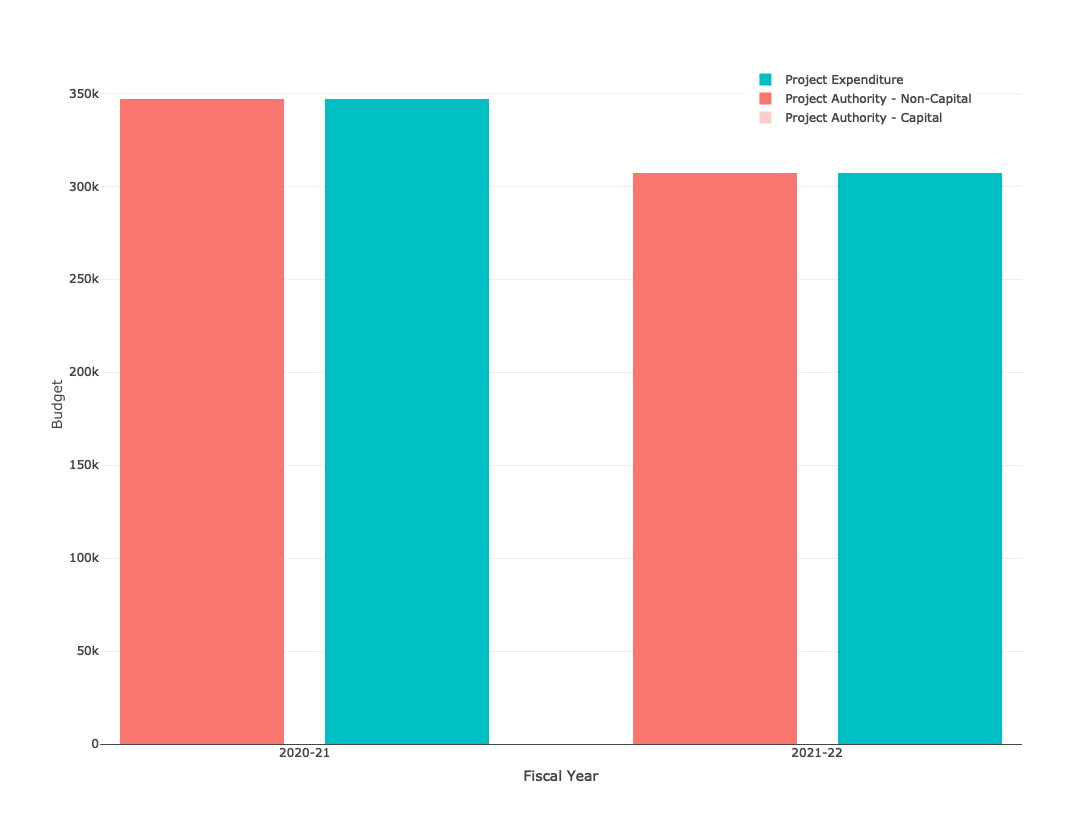 Project Expenditure
Project Authority - Non-Capital
Project Authority - Capital
350k
300k
250k
200k
150k
100k
50k
0
Budget
2020-21
2021-22
Fiscal Year